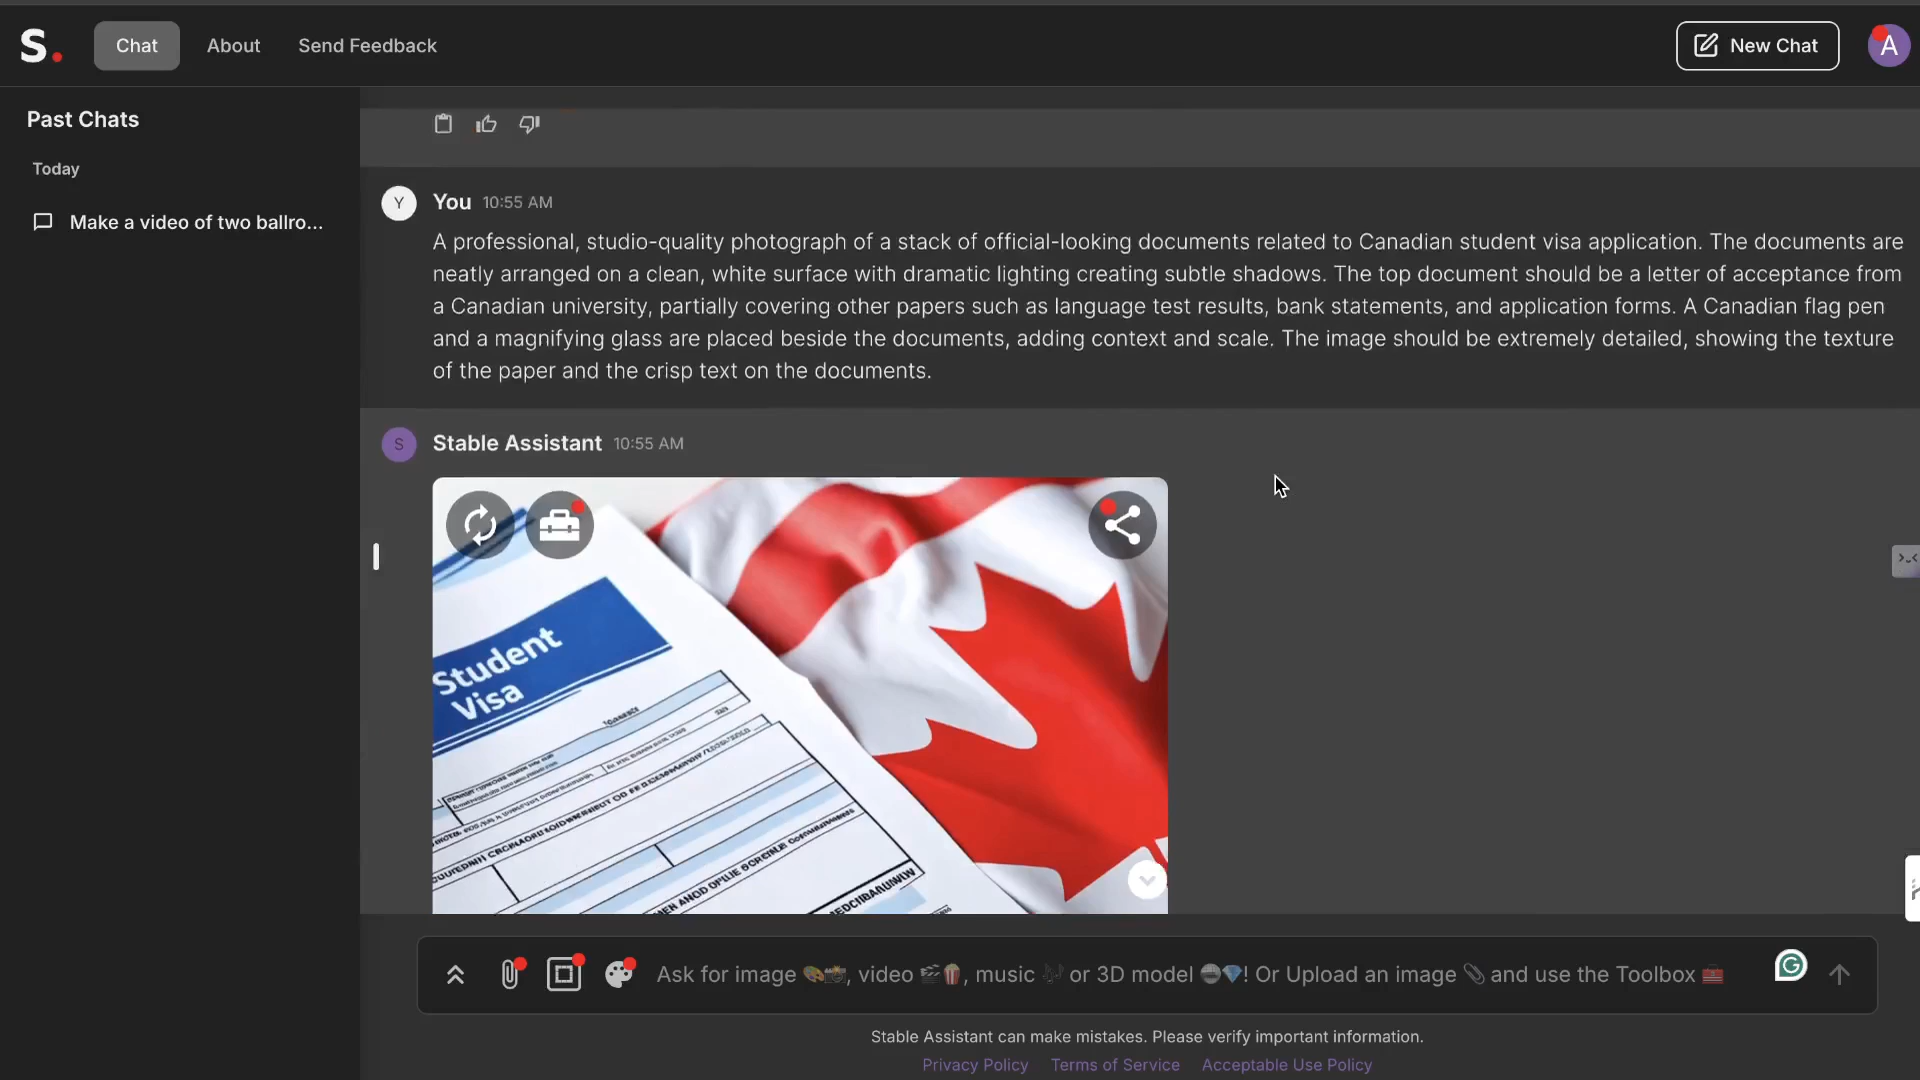 S.
Chat
About
Send Feedback
New Chat
A
Past Chats
Today
Make a video of two ballro...
Y
You 10:55 AM
A professional, studio-quality photograph of a stack of official-looking documents related to Canadian student visa application. The documents are
neatly arranged on a clean, white surface with dramatic lighting creating subtle shadows. The top document should be a letter of acceptance from
a Canadian university, partially covering other papers such as language test results, bank statements, and application forms. A Canadian flag pen
and a magnifying glass are placed beside the documents, adding context and scale. The image should be extremely detailed, showing the texture
of the paper and the crisp text on the documents.
S
Stable Assistant 10:55 AM
Student
Visa
Ask for image 🎨📸, video 🎬🍿, music 🎶 or 3D model 🌐💎! Or Upload an image 📎 and use the Toolbox 🧰
Stable Assistant can make mistakes. Please verify important information.
Privacy Policy Terms of Service Acceptable Use Policy